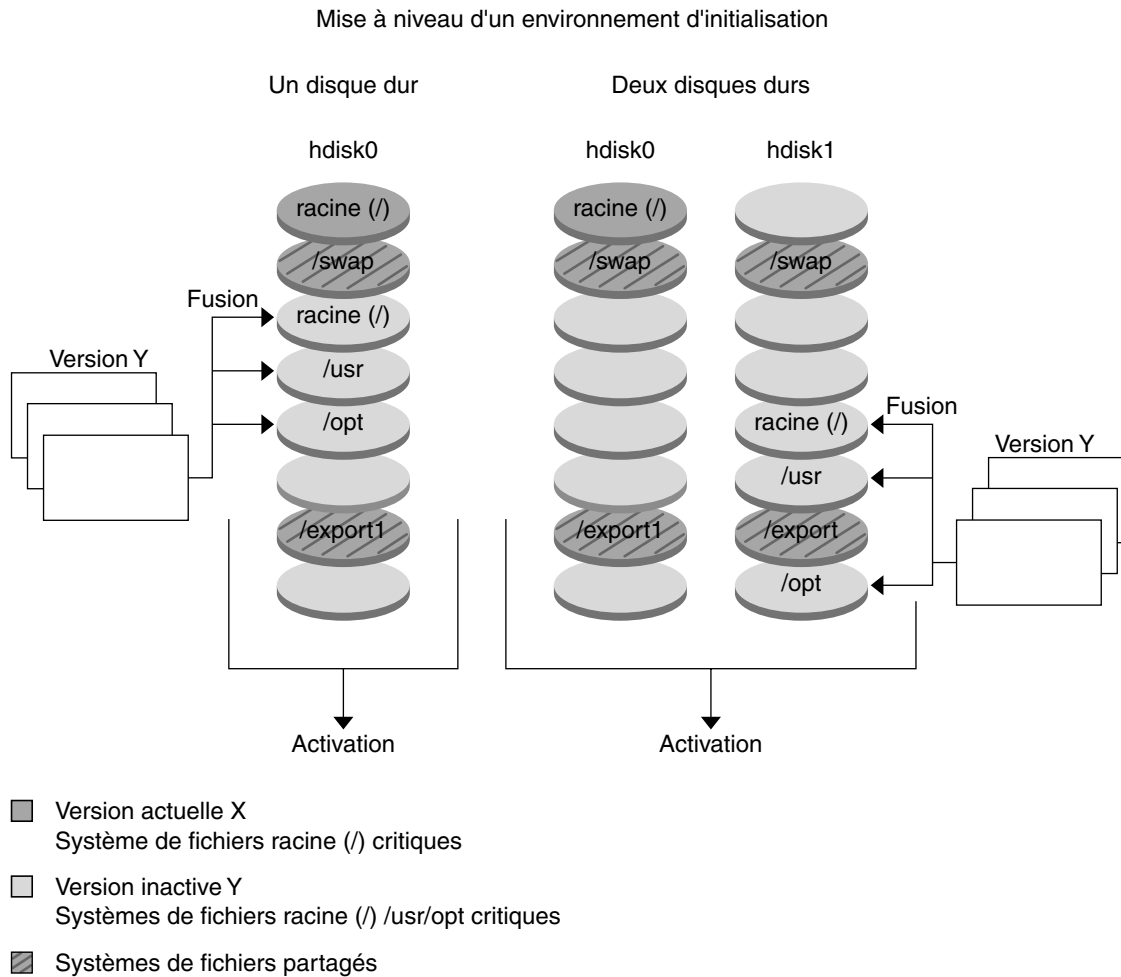 Mise à niveau d'un environnement d'initialisation
Un disque dur
Deux disques durs
hdisk0
hdisk0
hdisk1
racine (/)
racine (/)
/swap
/swap
/swap
Fusion
racine (/)
Version Y
/usr
/opt
racine (/)
Fusion
Version Y
/usr
/export1
/export1
/export
/opt
Activation
Activation
Version actuelle X
Système de fichiers racine (/) critiques
Version inactive Y
Systèmes de fichiers racine (/) /usr/opt critiques
Systèmes de fichiers partagés